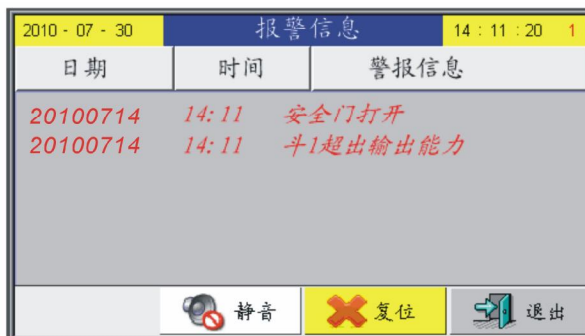 2010 - 07 - 30 报警信息 14 : 11 : 20 1
日期 时间 警报信息
20100714 14:11 安全门打开
20100714 14:11 斗1超出输出能力
静音 复位 退出